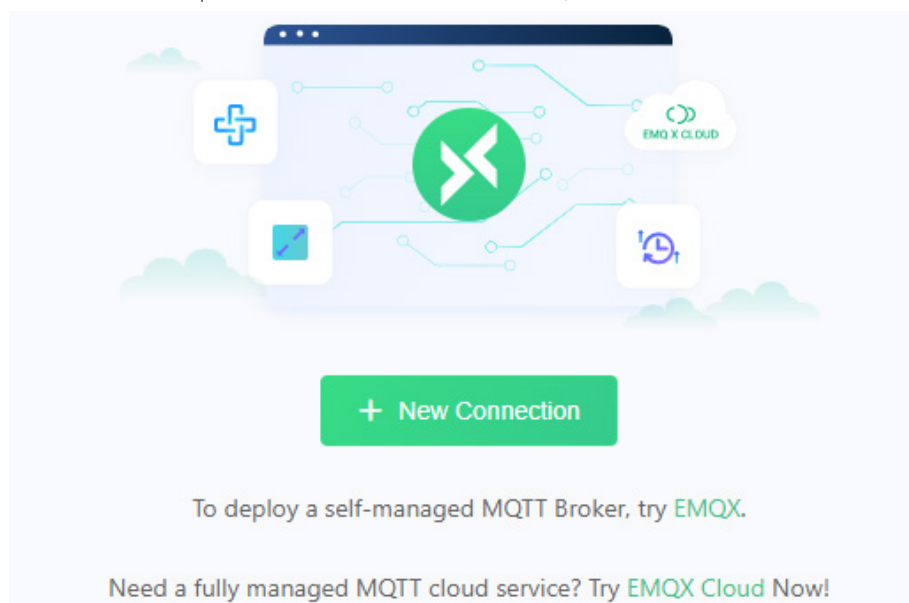 EMQ X CLOUD
+ New Connection
To deploy a self-managed MQTT Broker, try EMQX.
Need a fully managed MQTT cloud service? Try EMQX Cloud Now!